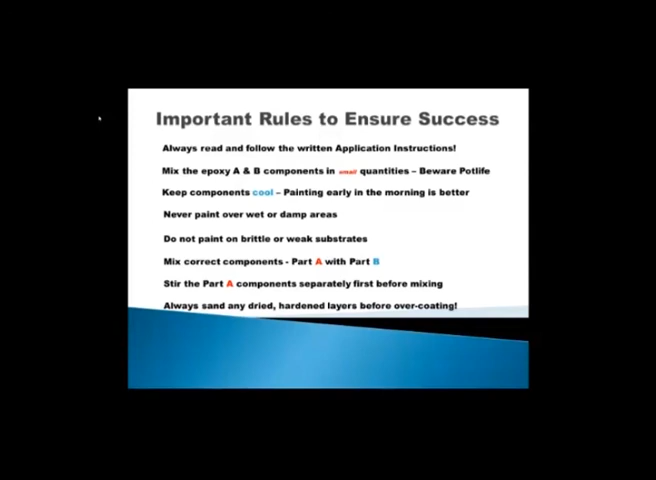 Important Rules to Ensure Success
Always read and follow the written Application Instructions!
Mix the epoxy A & B components in small quantities – Beware Potlife
Keep components cool – Painting early in the morning is better
Never paint over wet or damp areas
Do not paint on brittle or weak substrates
Mix correct components - Part A with Part B
Stir the Part A components separately first before mixing
Always sand any dried, hardened layers before over-coating!